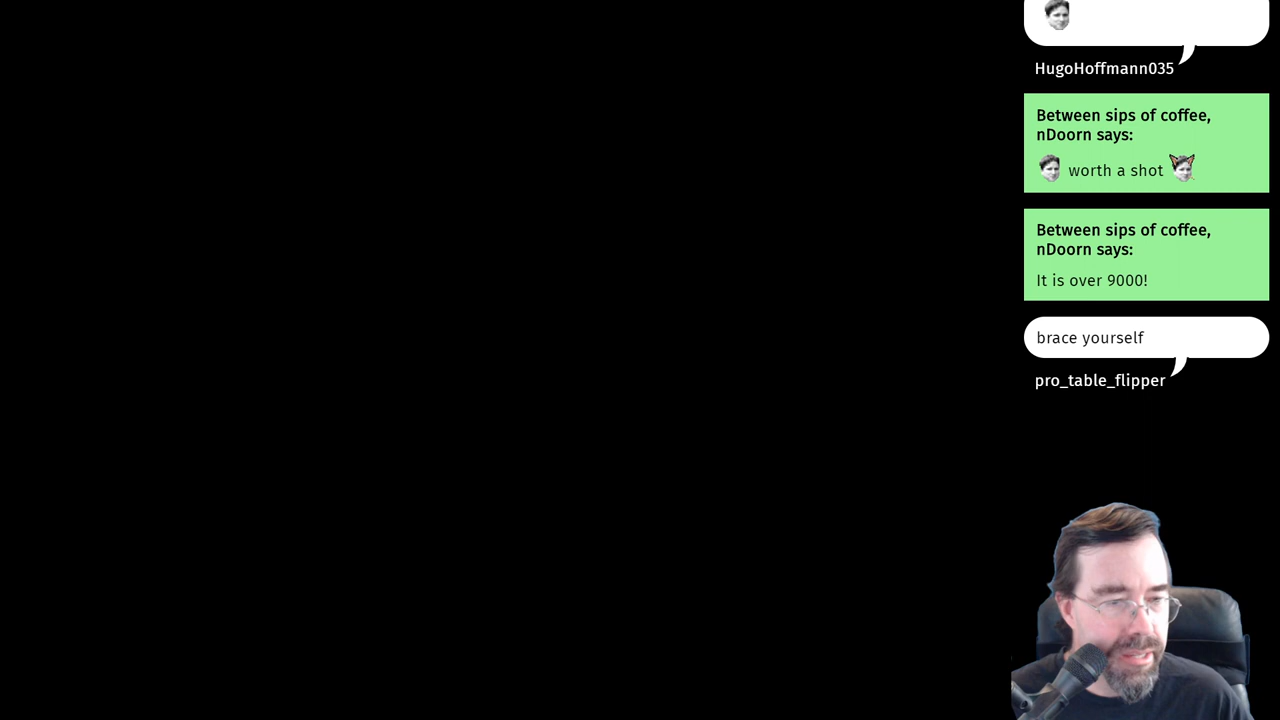 HugoHoffmann035
Between sips of coffee,
nDoorn says:
worth a shot
Between sips of coffee,
nDoorn says:
It is over 9000!
brace yourself
pro_table_flipper